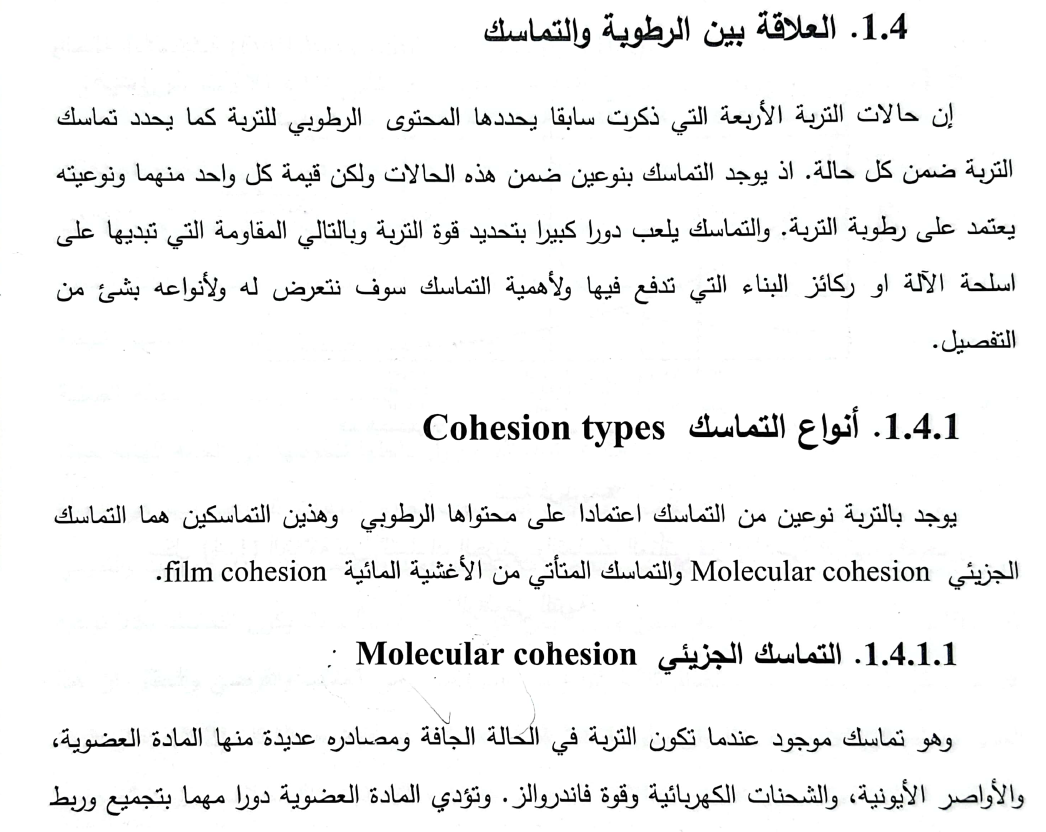 1.4. العلاقة بين الرطوبة والتماسك
إن حالات التربة الأربعة التي ذكرت سابقا يحددها المحتوى الرطوبي للتربة كما يحدد تماسك
التربة ضمن كل حالة. اذ يوجد التماسك بنوعين ضمن هذه الحالات ولكن قيمة كل واحد منهما ونوعيته
يعتمد على رطوبة التربة. والتماسك يلعب دورا كبيرا بتحديد قوة التربة وبالتالي المقاومة التي تبديها على
اسلحة الآلة او ركائز البناء التي تدفع فيها ولأهمية التماسك سوف نتعرض له ولأنواعه بشئ من
التفصيل.
1.4.1. أنواع التماسك Cohesion types
يوجد بالتربة نوعين من التماسك اعتمادا على محتواها الرطوبي وهذين التماسكين هما التماسك
الجزيئي Molecular cohesion والتماسك المتأتي من الأغشية المائية film cohesion.
1.4.1.1. التماسك الجزيئي Molecular cohesion :
وهو تماسك موجود عندما تكون التربة في الحالة الجافة ومصادره عديدة منها المادة العضوية،
والأواصر الأيونية، والشحنات الكهربائية وقوة فاندروالز. وتؤدي المادة العضوية دورا مهما بتجميع وربط